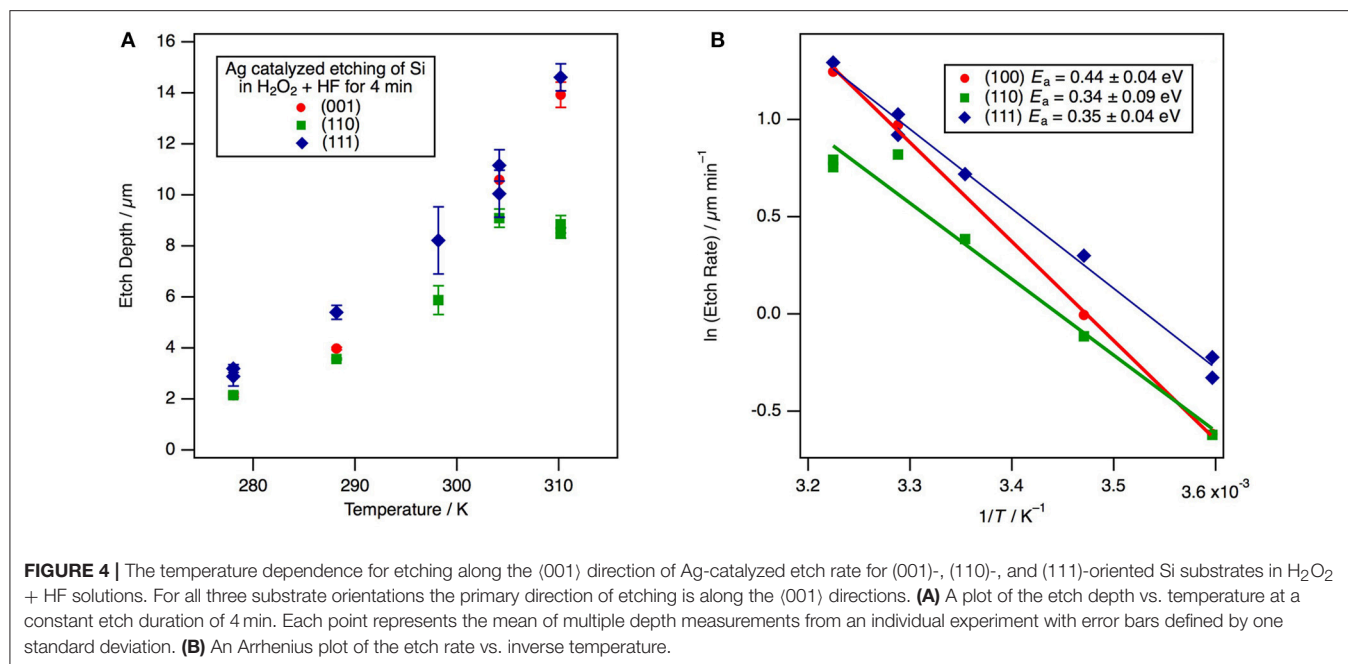 A
16
14
12
10
8
6
4
2
0
Etch Depth / µm
Ag catalyzed etching of Si
in H₂O₂ + HF for 4 min
(001)
(110)
(111)
280
290
300
310
Temperature / K
B
1.0
0.5
0.0
-0.5
ln (Etch Rate) / µm min⁻¹
(100) Eₐ = 0.44 ± 0.04 eV
(110) Eₐ = 0.34 ± 0.09 eV
(111) Eₐ = 0.35 ± 0.04 eV
3.2
3.3
3.4
3.5
3.6 x10⁻³
1/T / K⁻¹
FIGURE 4 | The temperature dependence for etching along the ⟨001⟩ direction of Ag-catalyzed etch rate for (001)-, (110)-, and (111)-oriented Si substrates in H₂O₂
+ HF solutions. For all three substrate orientations the primary direction of etching is along the ⟨001⟩ directions. (A) A plot of the etch depth vs. temperature at a
constant etch duration of 4 min. Each point represents the mean of multiple depth measurements from an individual experiment with error bars defined by one
standard deviation. (B) An Arrhenius plot of the etch rate vs. inverse temperature.